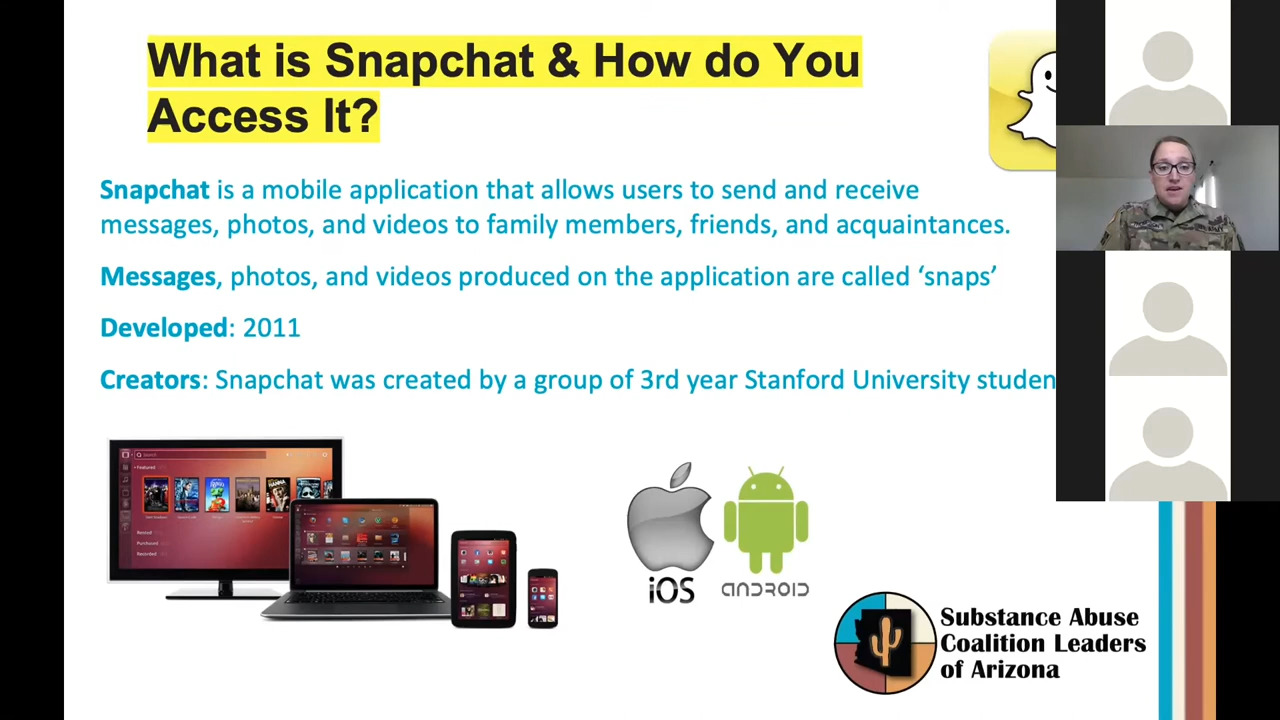 What is Snapchat & How do You
Access It?
Snapchat is a mobile application that allows users to send and receive
messages, photos, and videos to family members, friends, and acquaintances.
Messages, photos, and videos produced on the application are called ‘snaps’
Developed: 2011
Creators: Snapchat was created by a group of 3rd year Stanford University studen
Search
Featured
iOS
ANDROID
Substance Abuse
Coalition Leaders
of Arizona